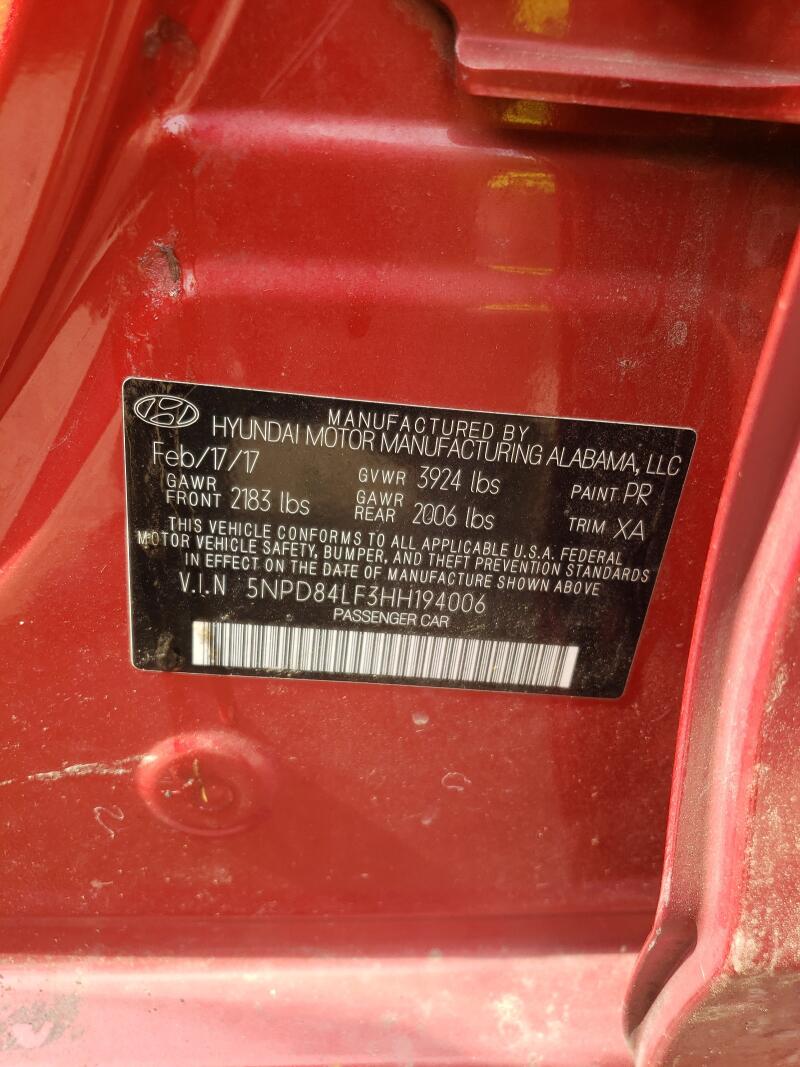 MANUFACTURED BY
HYUNDAI MOTOR MANUFACTURING ALABAMA, LLC
Feb/17/17 GVWR 3924 lbs PAINT: PR
GAWR FRONT 2183 lbs GAWR REAR 2006 lbs TRIM XA
THIS VEHICLE CONFORMS TO ALL APPLICABLE U.S.A. FEDERAL
MOTOR VEHICLE SAFETY, BUMPER, AND THEFT PREVENTION STANDARDS
IN EFFECT ON THE DATE OF MANUFACTURE SHOWN ABOVE
V.I.N 5NPD84LF3HH194006
PASSENGER CAR